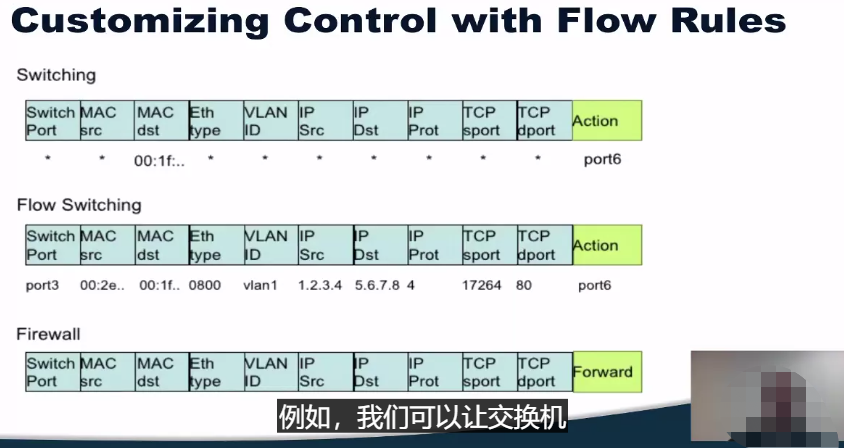 Customizing Control with Flow Rules
Switching
Switch Port MAC src MAC dst Eth type VLAN ID IP Src IP Dst IP Prot TCP sport TCP dport Action
* * 00:1f:.. * * * * * * * port6
Flow Switching
Switch Port MAC src MAC dst Eth type VLAN ID IP Src IP Dst IP Prot TCP sport TCP dport Action
port3 00:2e.. 00:1f.. 0800 vlan1 1.2.3.4 5.6.7.8 4 17264 80 port6
Firewall
Switch Port MAC src MAC dst Eth type VLAN ID IP Src IP Dst IP Prot TCP sport TCP dport Forward
例如，我们可以让交换机